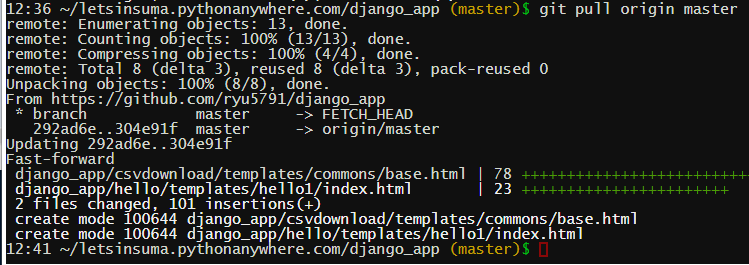 12:36 ~/letsinsuma.pythonanywhere.com/django_app (master)$ git pull origin master
remote: Enumerating objects: 13, done.
remote: Counting objects: 100% (13/13), done.
remote: Compressing objects: 100% (4/4), done.
remote: Total 8 (delta 3), reused 8 (delta 3), pack-reused 0
Unpacking objects: 100% (8/8), done.
From https://github.com/ryu5791/django_app
 * branch            master     -> FETCH_HEAD
   292ad6e..304e91f  master     -> origin/master
Updating 292ad6e..304e91f
Fast-forward
 django_app/csvdownload/templates/commons/base.html | 78 +++++++++++++++++++++++++++
 django_app/hello/templates/hello1/index.html       | 23 +++++++++++++++++++++++
 2 files changed, 101 insertions(+)
 create mode 100644 django_app/csvdownload/templates/commons/base.html
 create mode 100644 django_app/hello/templates/hello1/index.html
12:41 ~/letsinsuma.pythonanywhere.com/django_app (master)$